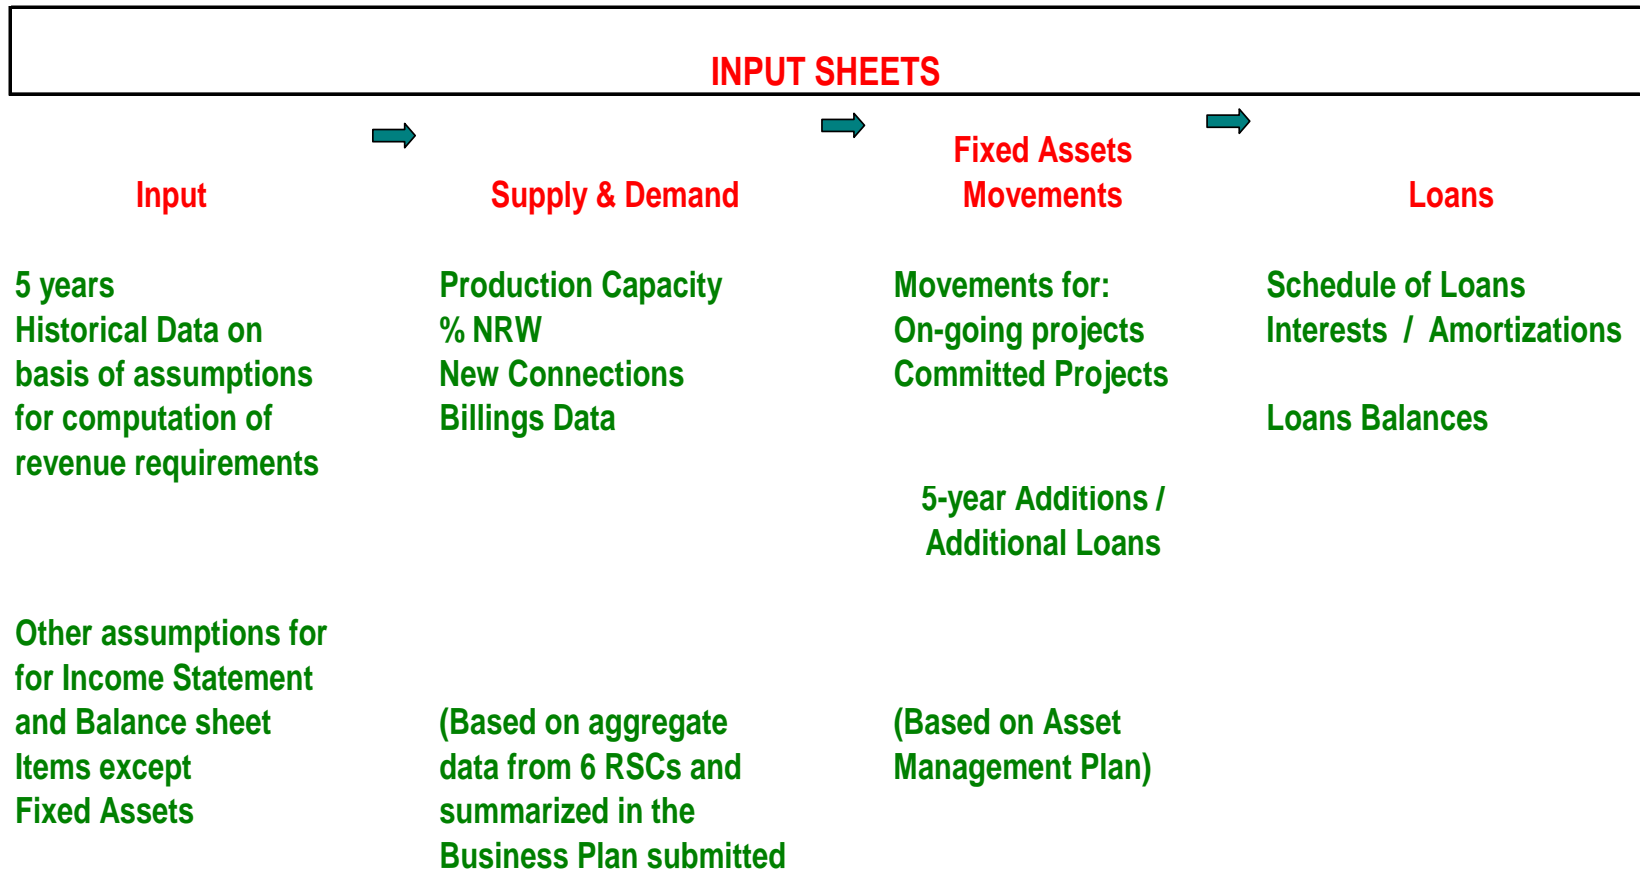 INPUT SHEETS
Input
5 years
Historical Data on
basis of assumptions
for computation of
revenue requirements
Other assumptions for
for Income Statement
and Balance sheet
Items except
Fixed Assets
Supply & Demand
Production Capacity
% NRW
New Connections
Billings Data
(Based on aggregate
data from 6 RSCs and
summarized in the
Business Plan submitted
Fixed Assets
Movements
Movements for:
On-going projects
Committed Projects
5-year Additions /
Additional Loans
(Based on Asset
Management Plan)
Loans
Schedule of Loans
Interests / Amortizations
Loans Balances